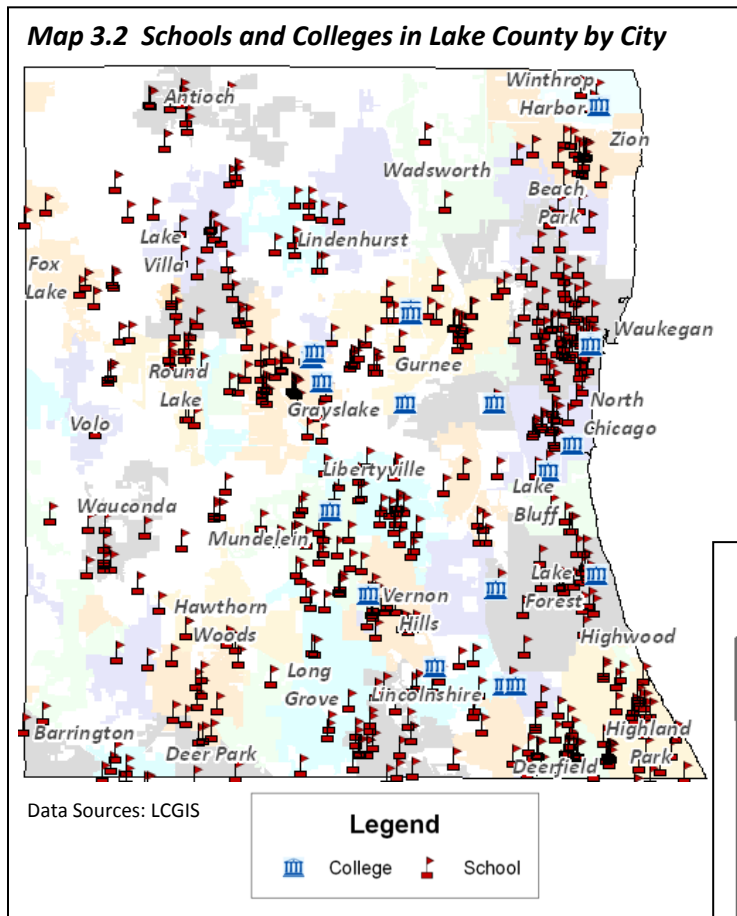 Map 3.2 Schools and Colleges in Lake County by City
Winthrop
Harbor
Antioch
Zion
Wadsworth
Beach
Park
Lake
Villa
Lindenhurst
Fox
Lake
Waukegan
Gurnee
Round
Lake
Grayslake
North
Chicago
Volo
Libertyville
Lake
Bluff
Wauconda
Mundelein
Lake
Forest
Vernon
Hills
Hawthorn
Woods
Highwood
Long
Grove
Lincolnshire
Barrington
Deer Park
Highland
Park
Deerfield
Data Sources: LCGIS
Legend
College School